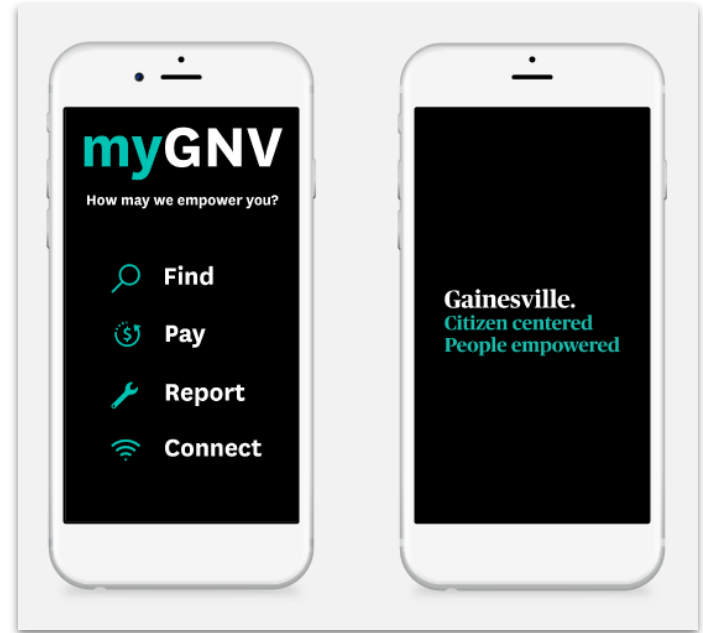 myGNV
How may we empower you?
Find
Pay
Report
Connect
Gainesville.
Citizen centered
People empowered